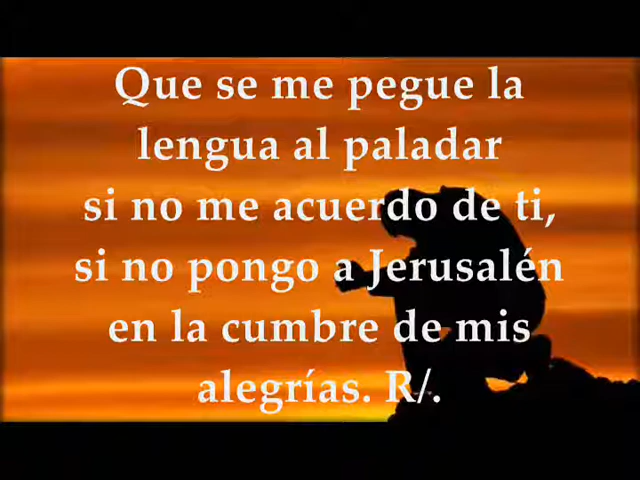 Que se me pegue la
lengua al paladar
si no me acuerdo de ti,
si no pongo a Jerusalén
en la cumbre de mis
alegrías. R/.